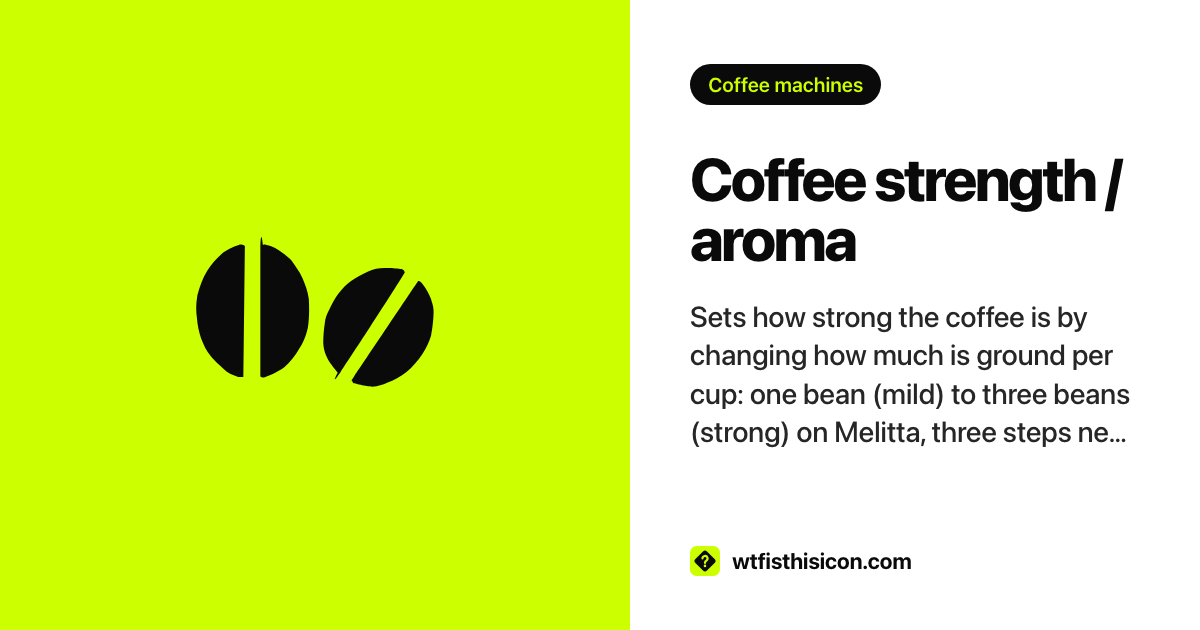 Coffee machines
Coffee strength /
aroma
Sets how strong the coffee is by
changing how much is ground per
cup: one bean (mild) to three beans
(strong) on Melitta, three steps ne...
wtfisthisicon.com